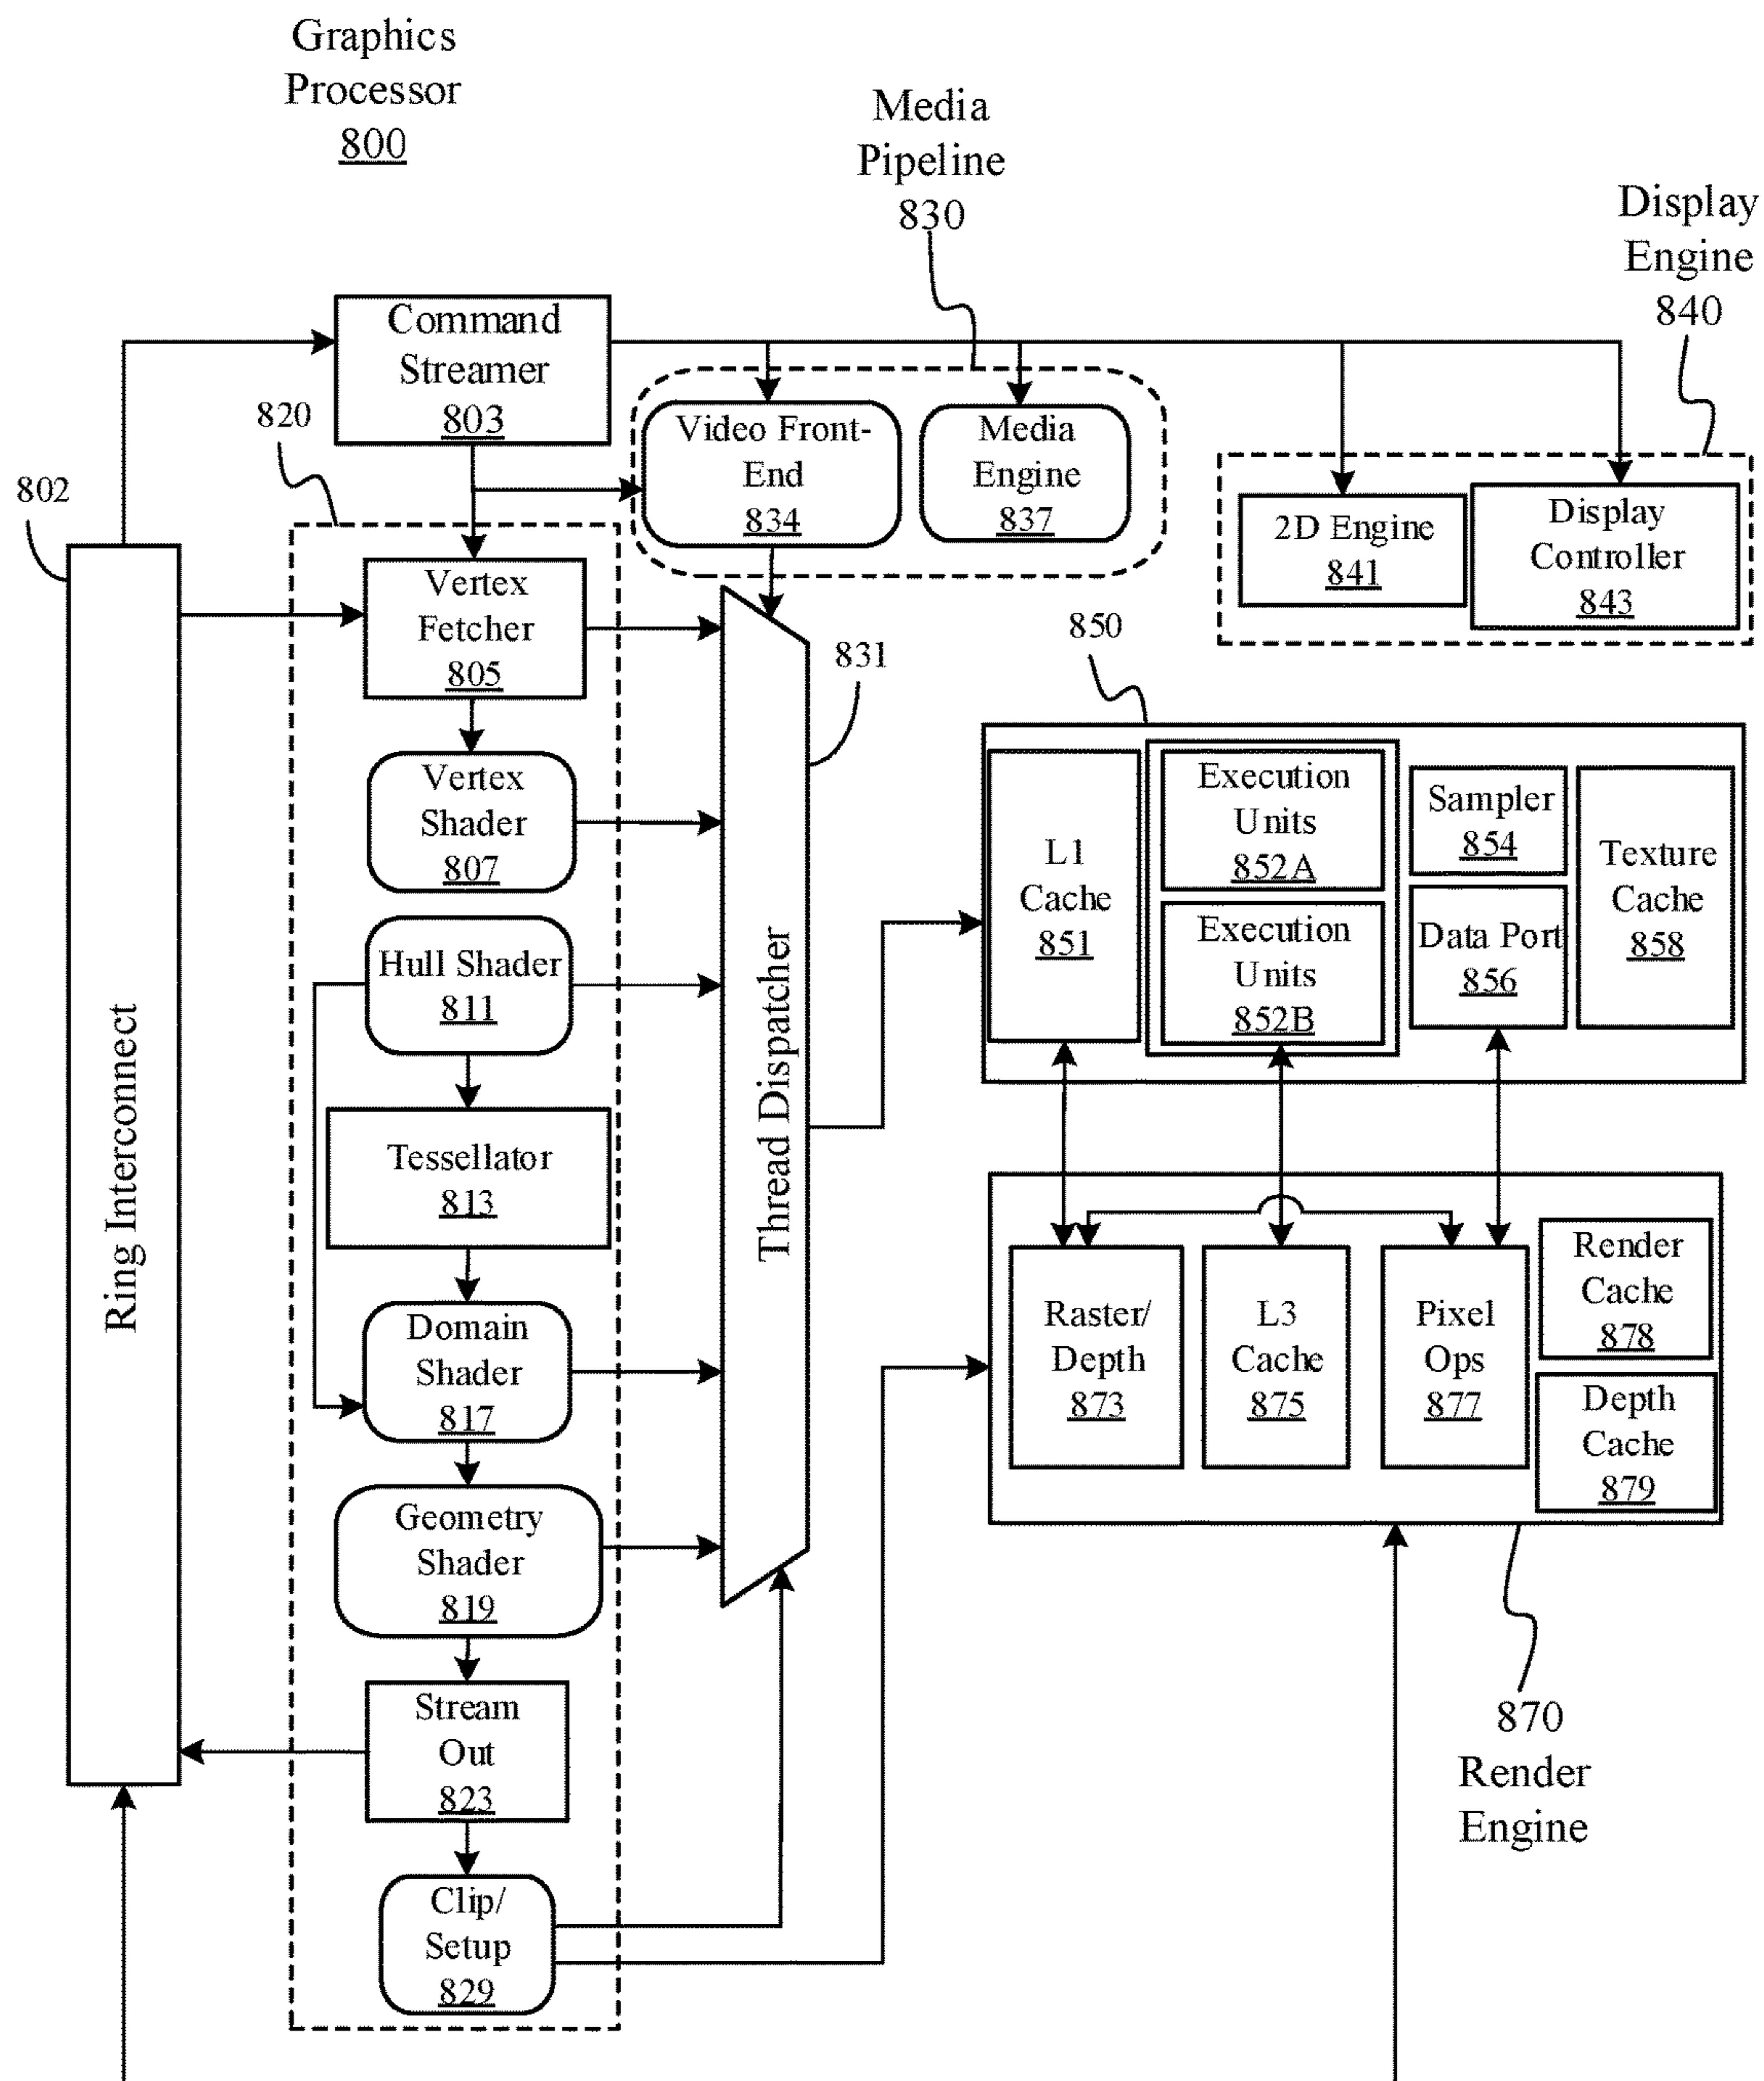 Graphics
Processor
800
Media
Pipeline
830
Display
Engine
840
Command
Streamer
803
820
802
Video Front-
End
834
Media
Engine
837
2D Engine
841
Display
Controller
843
Ring Interconnect
Vertex
Fetcher
805
Vertex
Shader
807
Hull Shader
811
Tessellator
813
Domain
Shader
817
Geometry
Shader
819
Stream
Out
823
Clip/
Setup
829
Thread Dispatcher
831
850
L1
Cache
851
Execution
Units
852A
Execution
Units
852B
Sampler
854
Data Port
856
Texture
Cache
858
Raster/
Depth
873
L3
Cache
875
Pixel
Ops
877
Render
Cache
878
Depth
Cache
879
870
Render
Engine